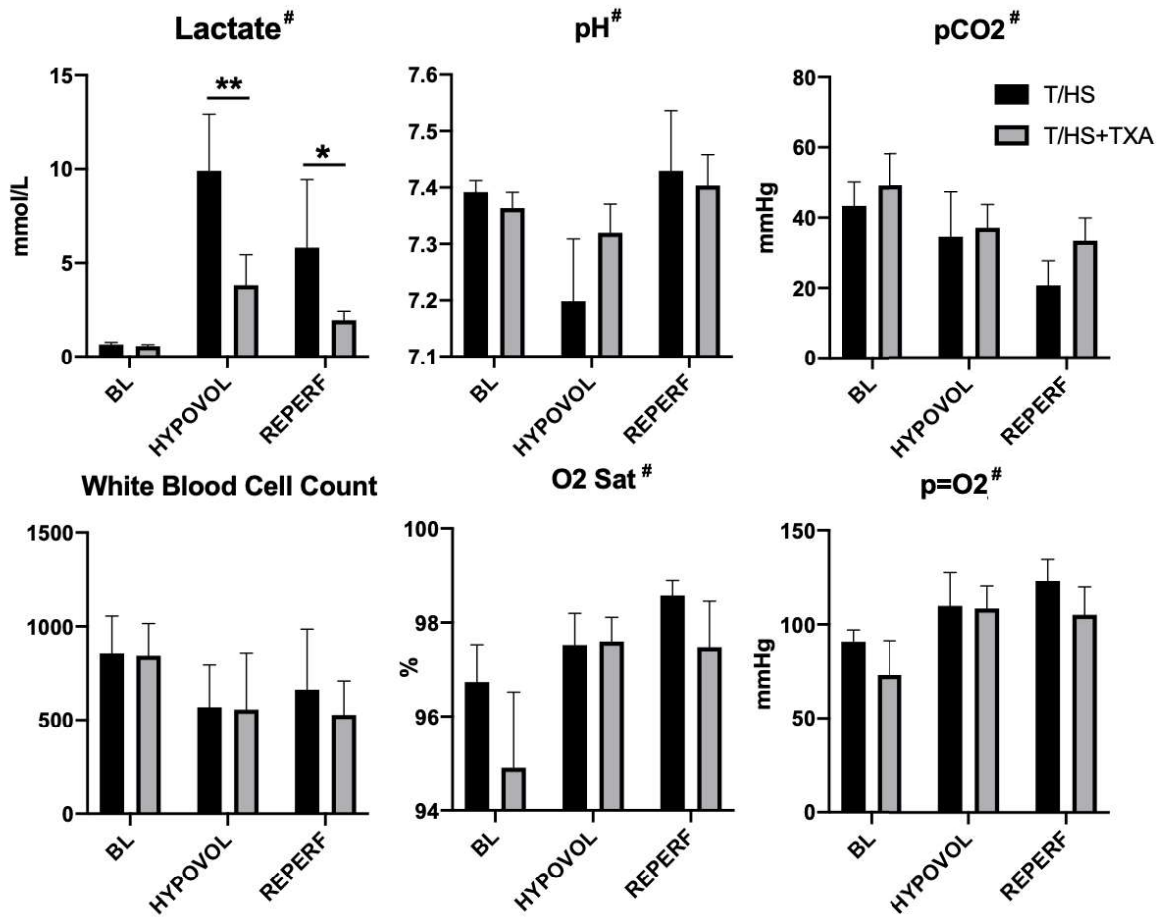 Lactate#
pH#
pCO2#
mmol/L
15
10
5
0
**
*
BL
HYPOVOL
REPERF
7.6
7.5
7.4
7.3
7.2
7.1
BL
HYPOVOL
REPERF
mmHg
80
60
40
20
0
T/HS
T/HS+TXA
BL
HYPOVOL
REPERF
White Blood Cell Count
O2 Sat#
p=O2#
1500
1000
500
0
BL
HYPOVOL
REPERF
%
100
98
96
94
BL
HYPOVOL
REPERF
mmHg
150
100
50
0
BL
HYPOVOL
REPERF